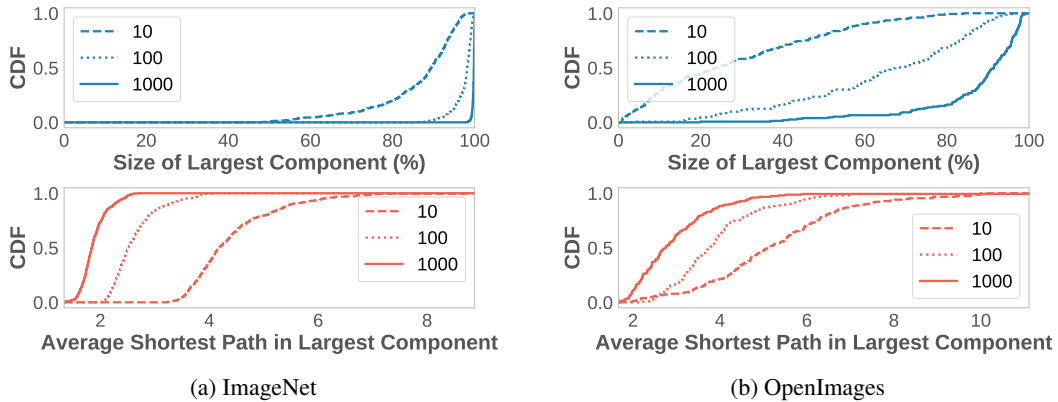 CDF
1.0
0.5
0.0
10
100
1000
0 20 40 60 80 100
Size of Largest Component (%)
CDF
1.0
0.5
0.0
10
100
1000
0 20 40 60 80 100
Size of Largest Component (%)
CDF
1.0
0.5
0.0
10
100
1000
2 4 6 8
Average Shortest Path in Largest Component
CDF
1.0
0.5
0.0
10
100
1000
2 4 6 8 10
Average Shortest Path in Largest Component
(a) ImageNet
(b) OpenImages